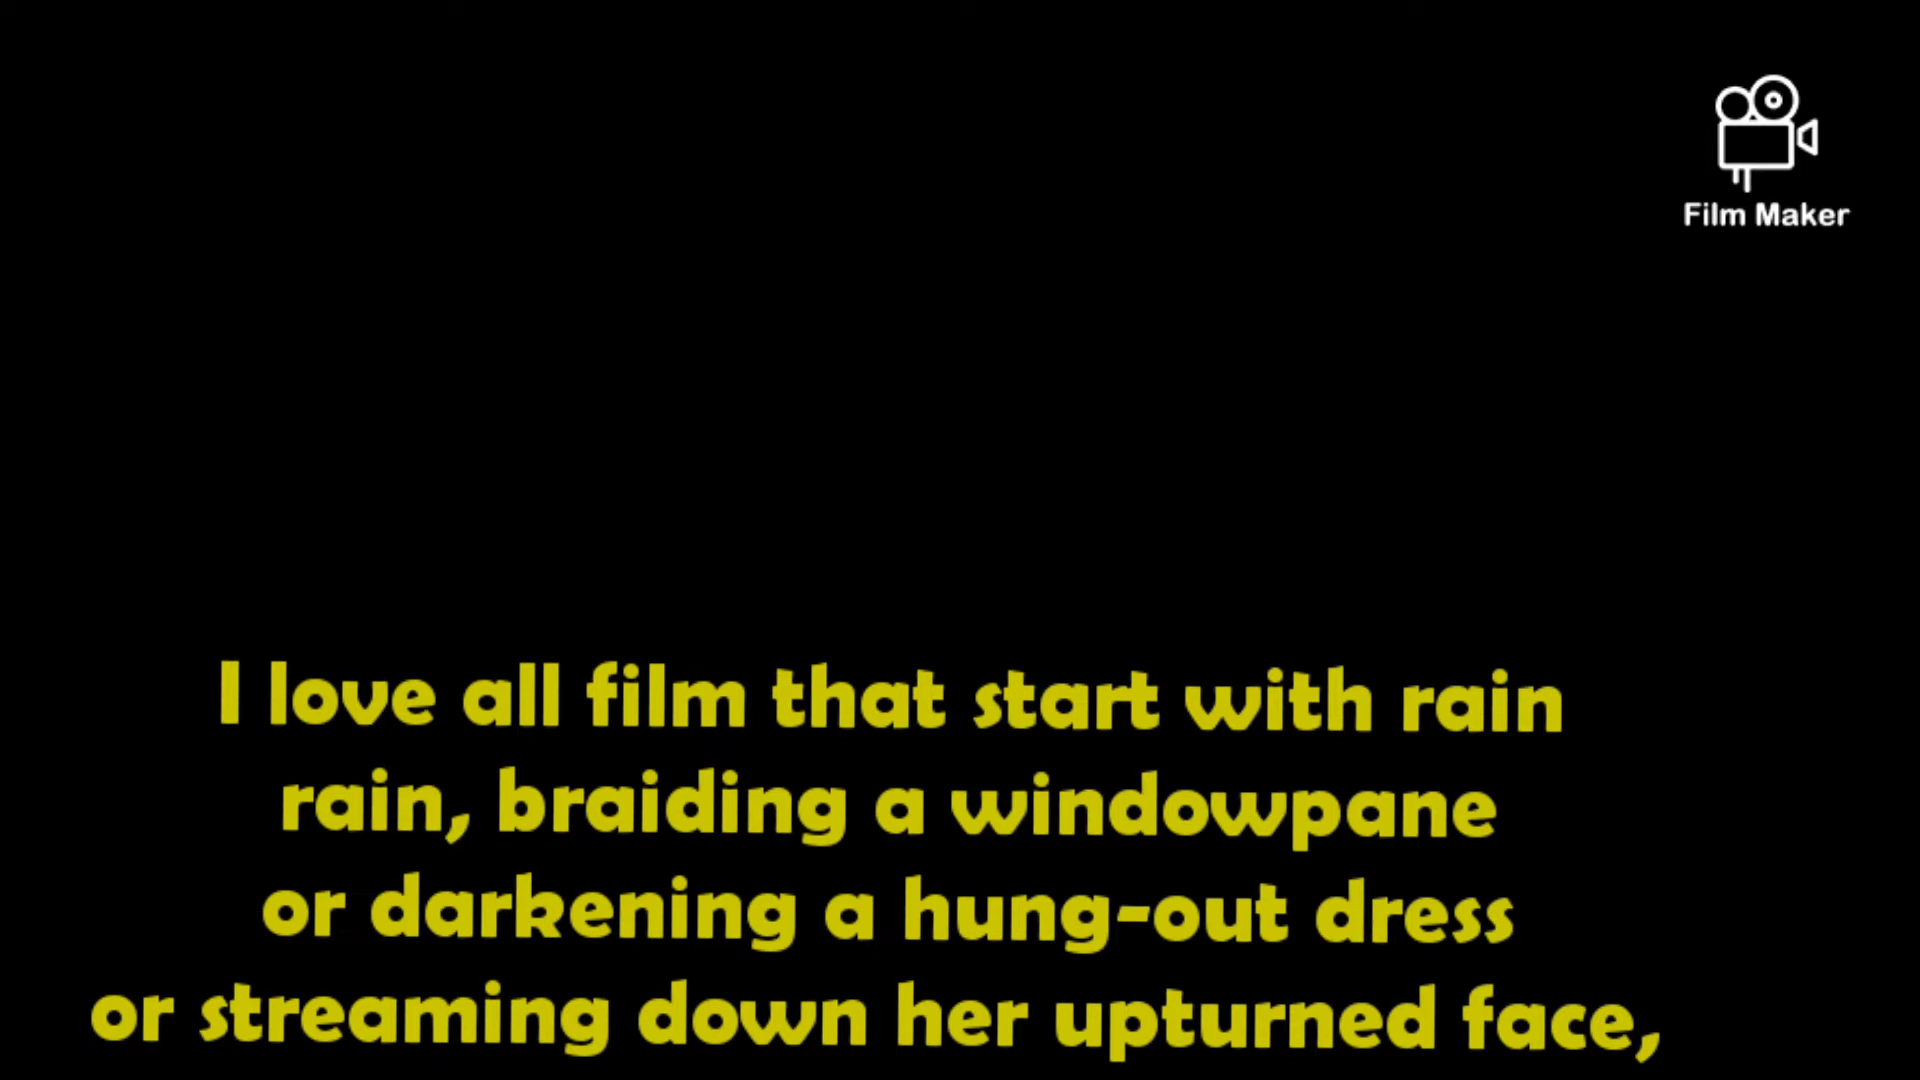 Film Maker
I love all film that start with rain
rain, braiding a windowpane
or darkening a hung-out dress
or streaming down her upturned face,